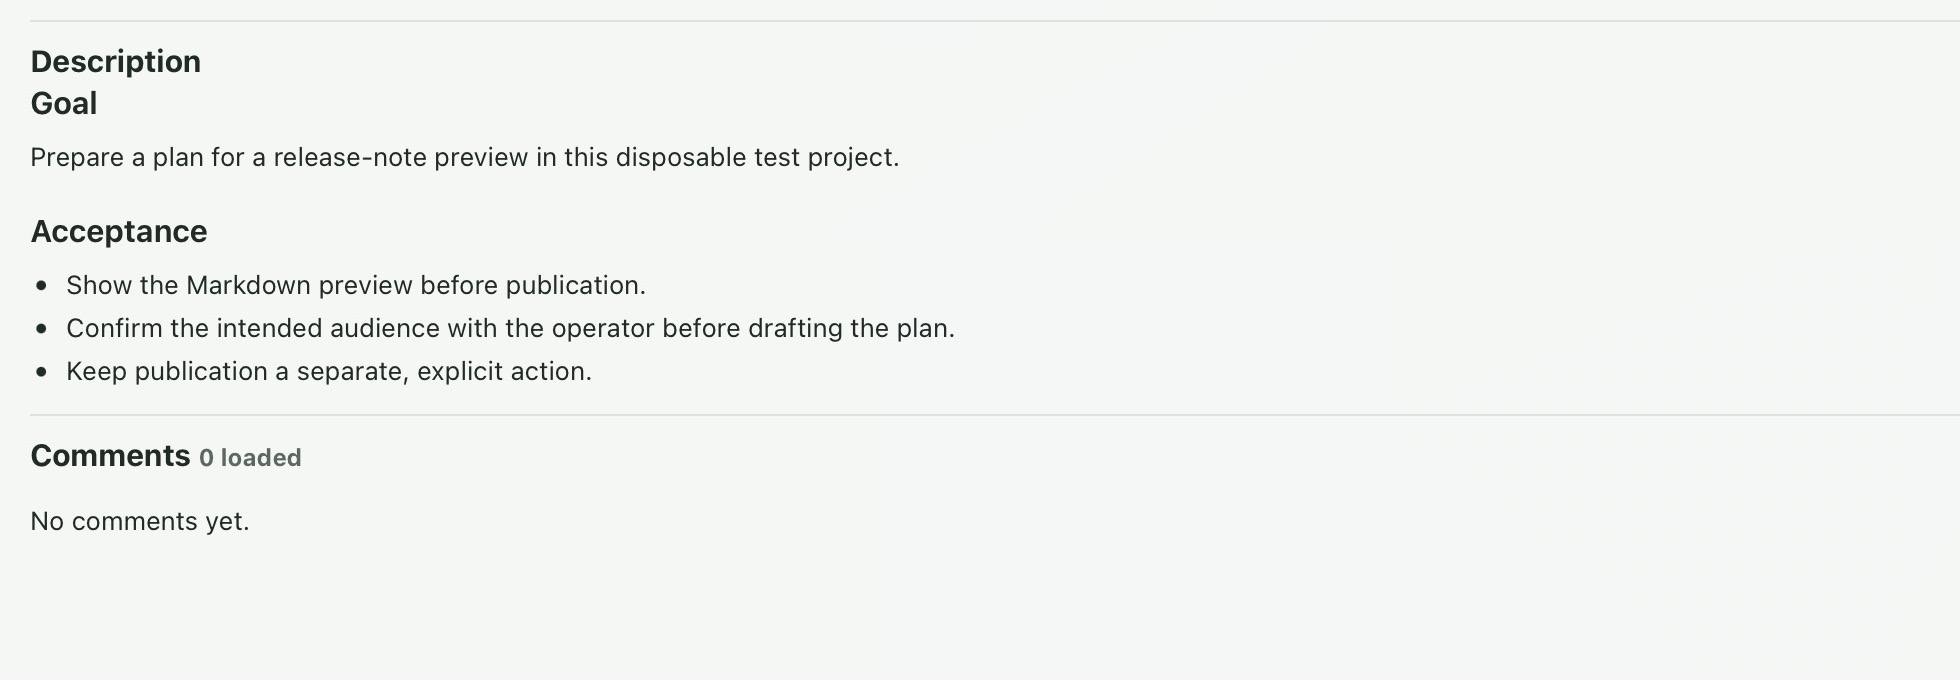 Description
Goal
Prepare a plan for a release-note preview in this disposable test project.
Acceptance
• Show the Markdown preview before publication.
• Confirm the intended audience with the operator before drafting the plan.
• Keep publication a separate, explicit action.
Comments 0 loaded
No comments yet.